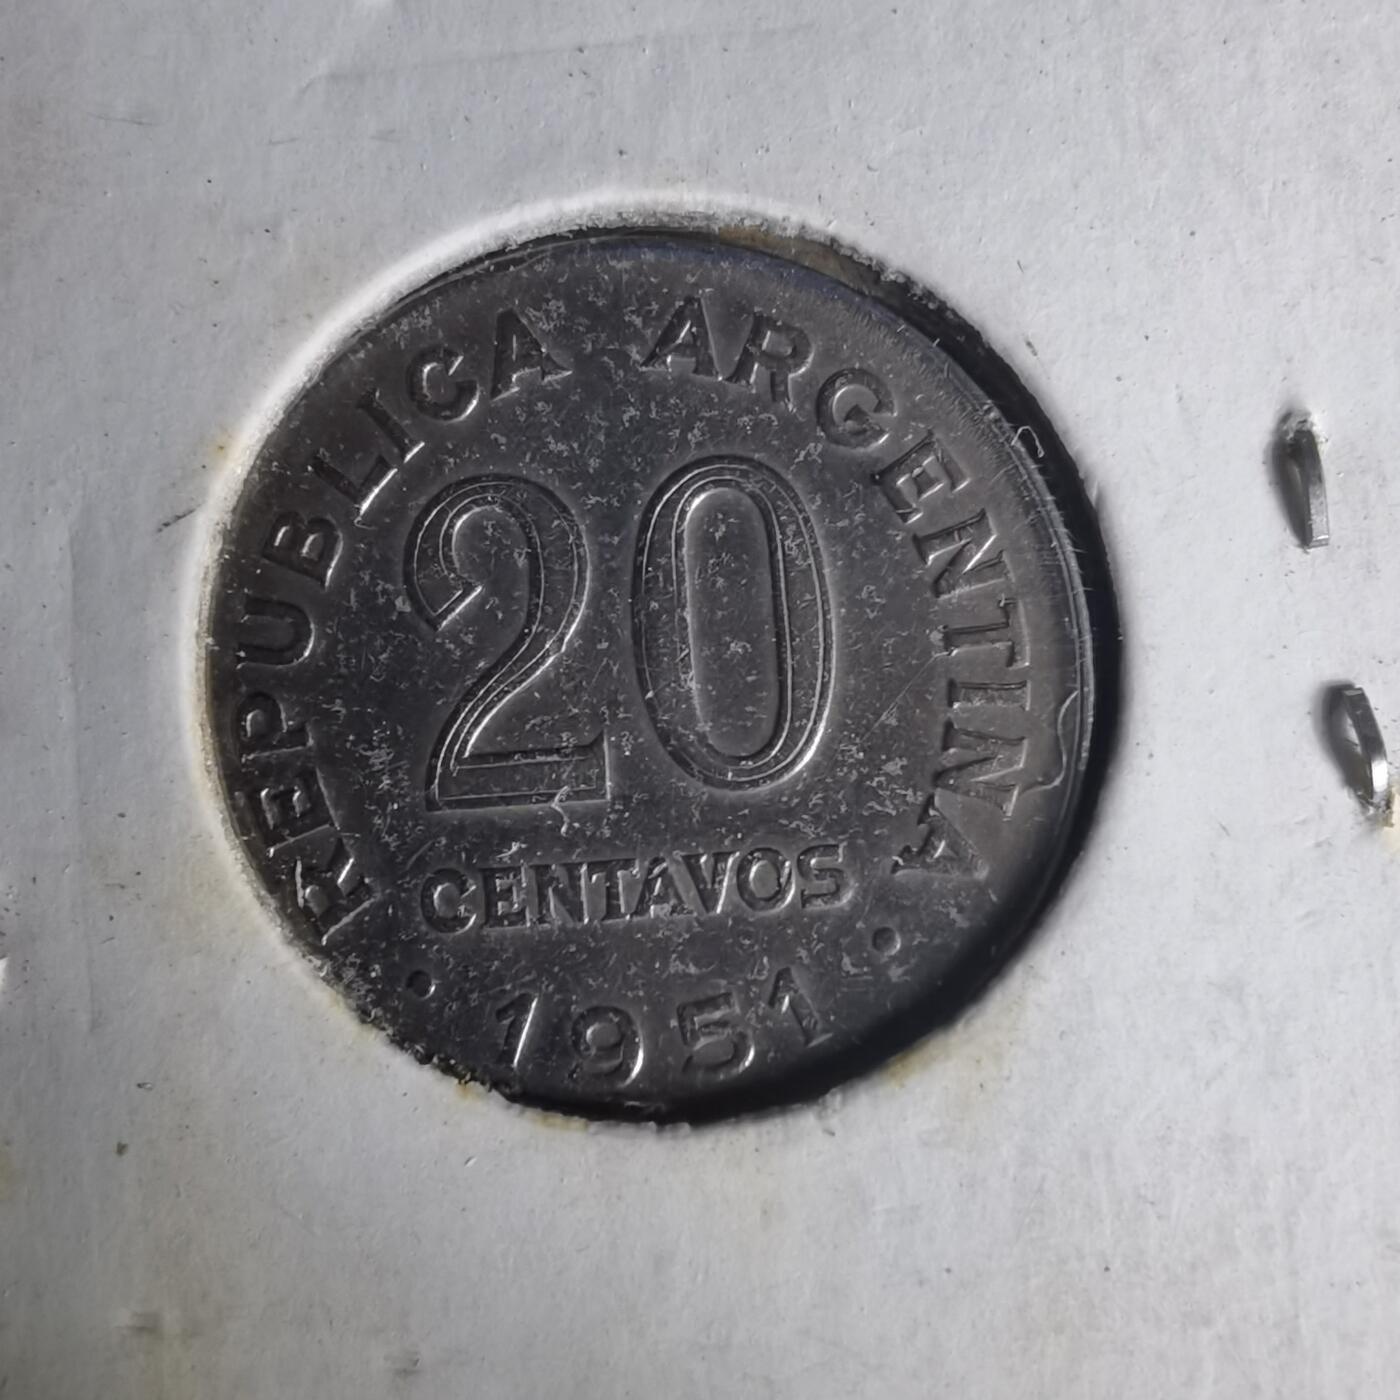 REPUBLICA ARGENTINA
20
CENTAVOS
• 1951 •